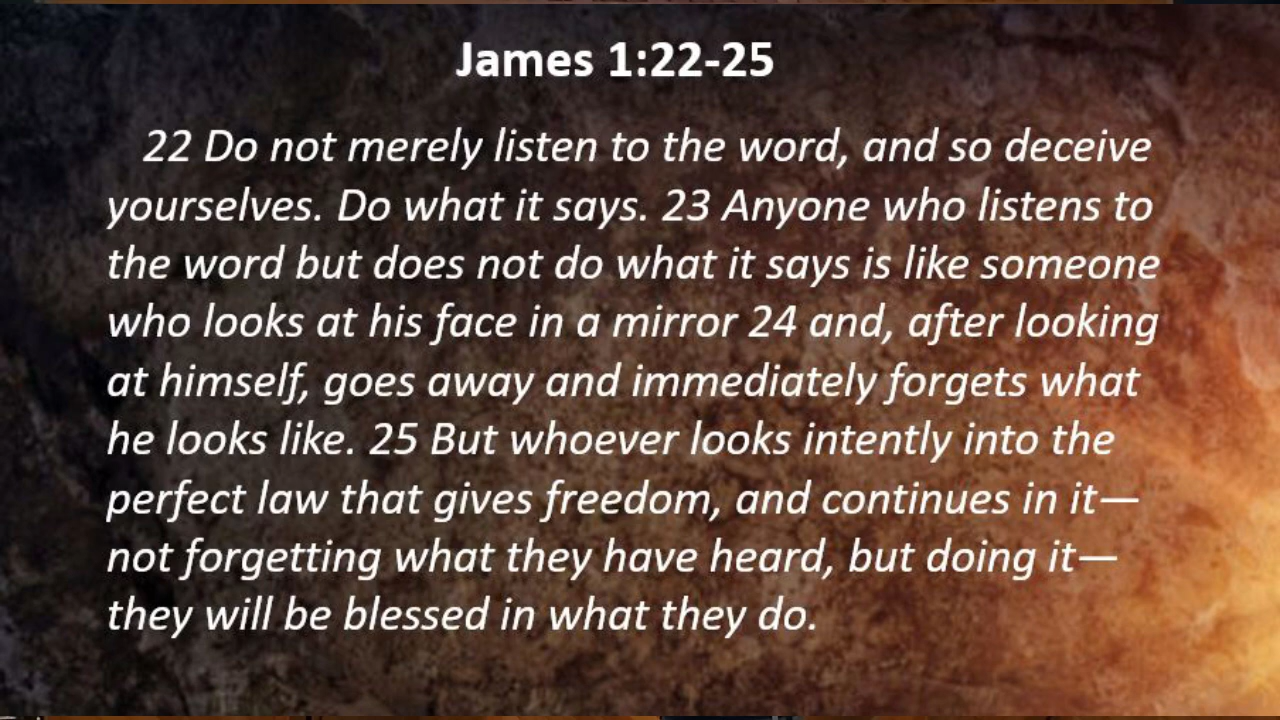 James 1:22-25
22 Do not merely listen to the word, and so deceive
yourselves. Do what it says. 23 Anyone who listens to
the word but does not do what it says is like someone
who looks at his face in a mirror 24 and, after looking
at himself, goes away and immediately forgets what
he looks like. 25 But whoever looks intently into the
perfect law that gives freedom, and continues in it—
not forgetting what they have heard, but doing it—
they will be blessed in what they do.